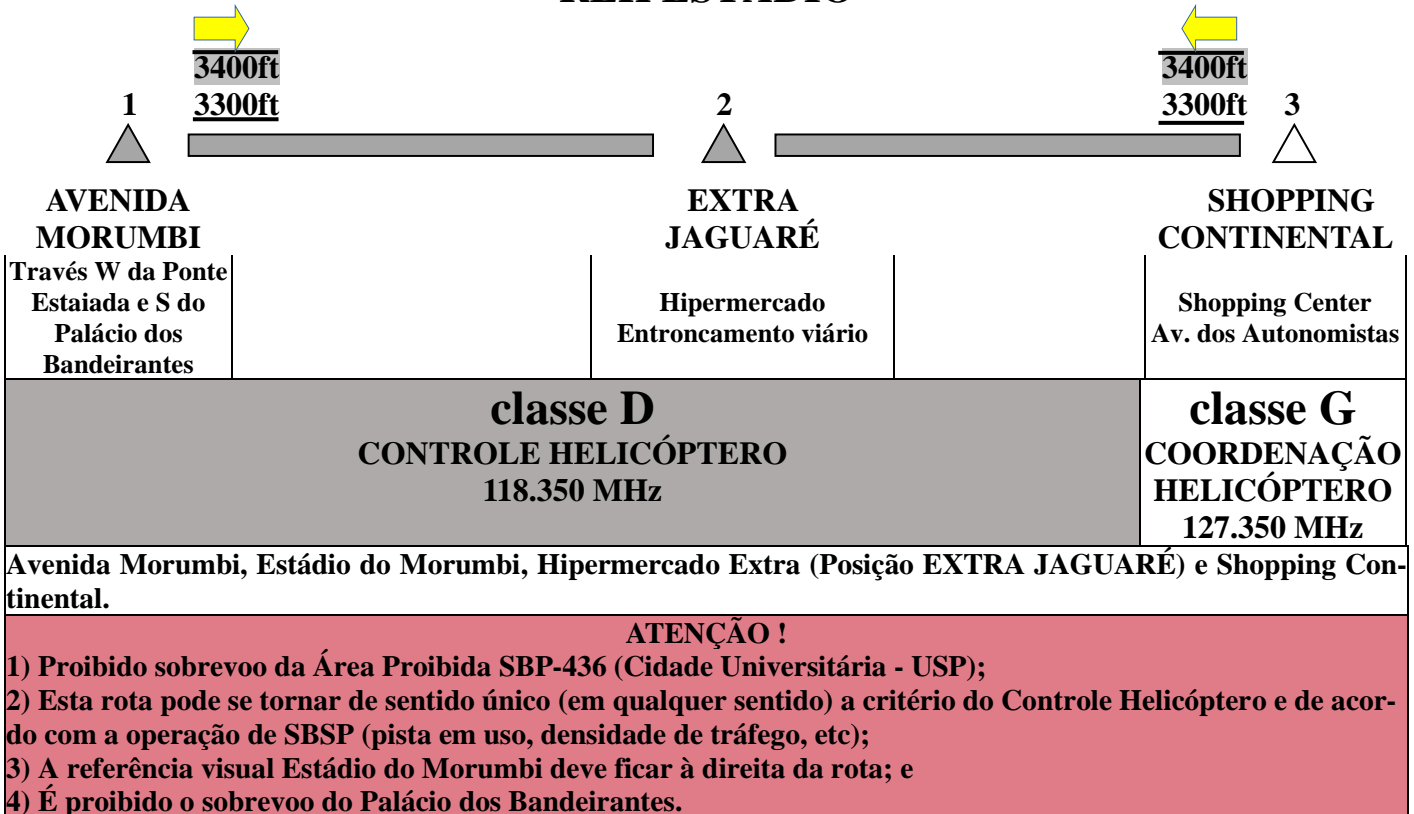 REH ESTÁDIO
3400ft 3400ft
1 3300ft 2 3300ft 3
AVENIDA MORUMBI
EXTRA JAGUARÉ
SHOPPING CONTINENTAL
Través W da Ponte
Estaiada e S do
Palácio dos
Bandeirantes
Hipermercado
Entroncamento viário
Shopping Center
Av. dos Autonomistas
classe D
CONTROLE HELICÓPTERO
118.350 MHz
classe G
COORDENAÇÃO
HELICÓPTERO
127.350 MHz
Avenida Morumbi, Estádio do Morumbi, Hipermercado Extra (Posição EXTRA JAGUARÉ) e Shopping Con-
tinental.
ATENÇÃO !
1) Proibido sobrevoo da Área Proibida SBP-436 (Cidade Universitária - USP);
2) Esta rota pode se tornar de sentido único (em qualquer sentido) a critério do Controle Helicóptero e de acor-
do com a operação de SBSP (pista em uso, densidade de tráfego, etc);
3) A referência visual Estádio do Morumbi deve ficar à direita da rota; e
4) É proibido o sobrevoo do Palácio dos Bandeirantes.